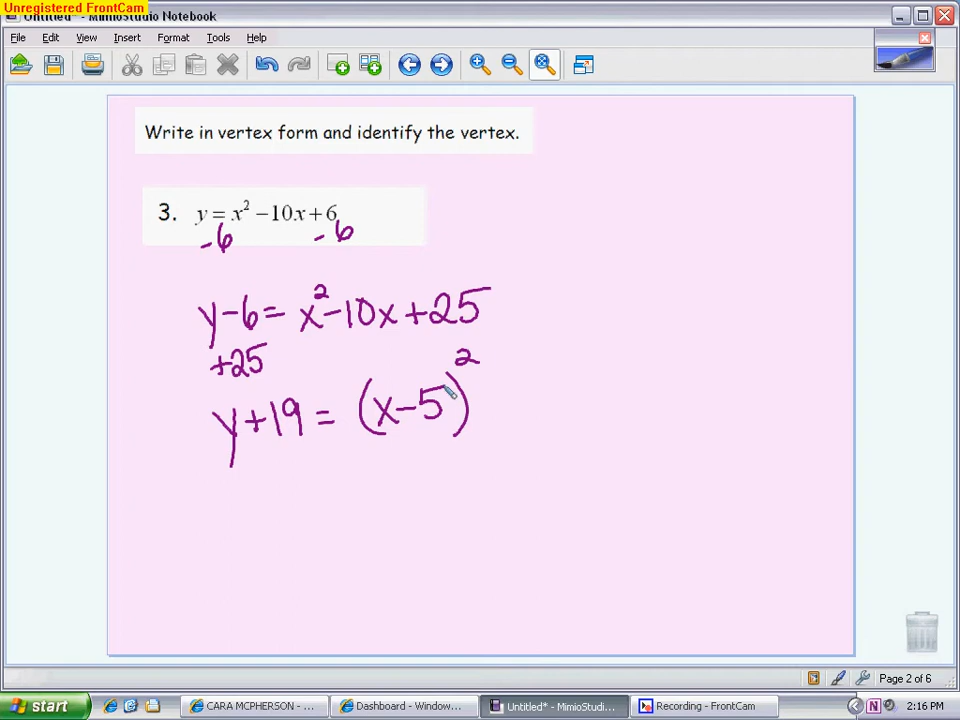 Unregistered FrontCam
Untitled* - MimioStudio Notebook
File Edit View Insert Format Tools Help
Write in vertex form and identify the vertex.
3. y = x² −10x + 6
-6 -6
y-6 = x²-10x+25
+25
y+19 = (x-5)²
Page 2 of 6
start CARA MCPHERSON - ... Dashboard - Window... Untitled* - MimioStudi... Recording - FrontCam 2:16 PM